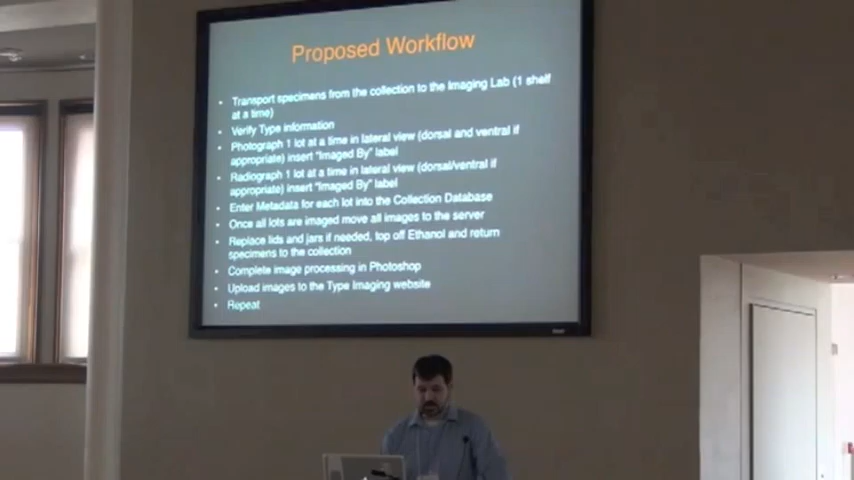 Proposed Workflow
• Transport specimens from the collection to the Imaging Lab (1 shelf
at a time)
• Verify Type information
• Photograph 1 lot at a time in lateral view (dorsal and ventral if
appropriate) insert "Imaged By" label
• Radiograph 1 lot at a time in lateral view (dorsal/ventral if
appropriate) insert "Imaged By" label
• Enter Metadata for each lot into the Collection Database
• Once all lots are imaged move all images to the server
• Replace lids and jars if needed, top off Ethanol and return
specimens to the collection
• Complete image processing in Photoshop
• Upload images to the Type Imaging website
• Repeat